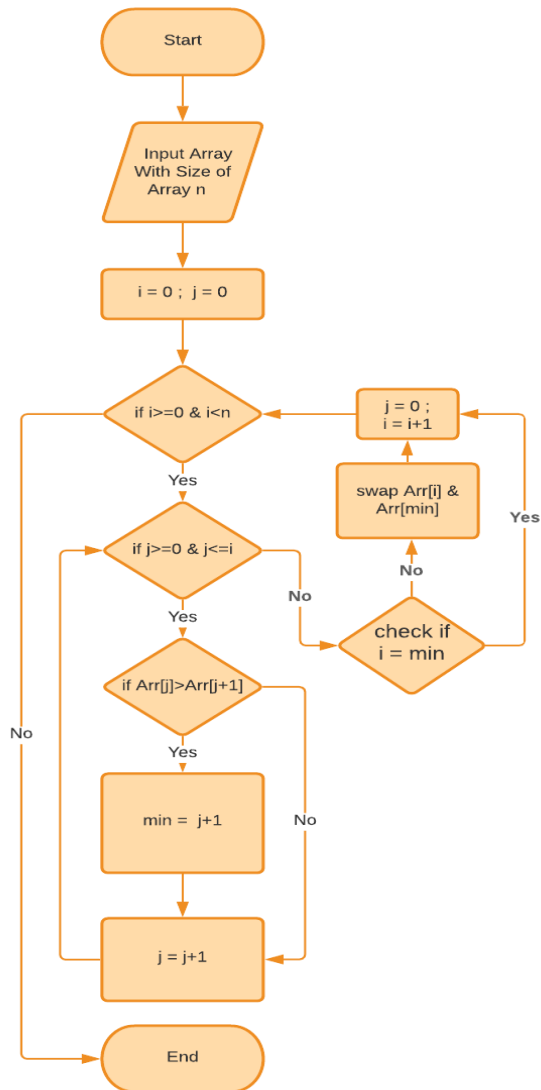 Start
Input Array
With Size of
Array n
i = 0 ; j = 0
if i>=0 & i<n
Yes
if j>=0 & j<=i
Yes
if Arr[j]>Arr[j+1]
Yes
min = j+1
j = j+1
No
No
check if
i = min
No
swap Arr[i] &
Arr[min]
j = 0 ;
i = i+1
Yes
No
End